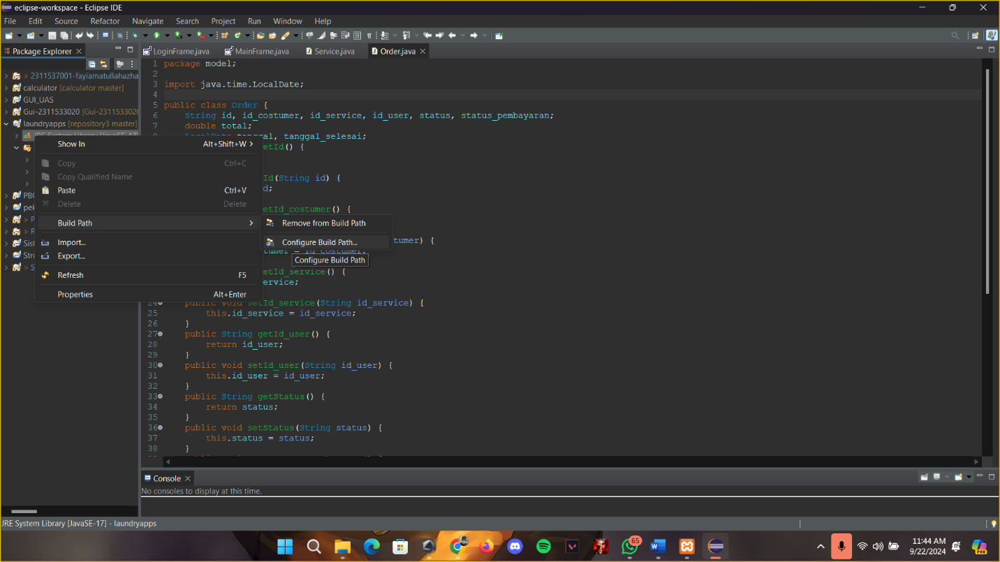 eclipse-workspace - Eclipse IDE
File Edit Source Refactor Navigate Search Project Run Window Help
Package Explorer
LoginFrame.java MainFrame.java Service.java Order.java
> 2311537001-fayiamatullahazha
calculator [calculator master]
GUI_UAS
Gui-2311533020 [Gui-2311533020
laundryapps [repository3 master]
JRE System Library [JavaSE-17]
PBO
pek
> P
> R
Sist
Stru
> S
Show In Alt+Shift+W >
Copy Ctrl+C
Copy Qualified Name
Paste Ctrl+V
Delete Delete
Build Path >
Import...
Export...
Refresh F5
Properties Alt+Enter
Remove from Build Path
Configure Build Path...
Configure Build Path
1 package model;
2
3 import java.time.LocalDate;
4
5 public class Order {
6 String id, id_costumer, id_service, id_user, status, status_pembayaran;
7 double total;
8 LocalDate tanggal, tanggal_selesai;
etId() {
Id(String id) {
d;
etId_costumer() {
tumer) {
tumer = id_costumer;
etId_service() {
ervice;
24 public void setId_service(String id_service) {
25 this.id_service = id_service;
26 }
27 public String getId_user() {
28 return id_user;
29 }
30 public void setId_user(String id_user) {
31 this.id_user = id_user;
32 }
33 public String getStatus() {
34 return status;
35 }
36 public void setStatus(String status) {
37 this.status = status;
38 }
Console
No consoles to display at this time.
JRE System Library [JavaSE-17] - laundryapps
65
11:44 AM
9/22/2024
PRE